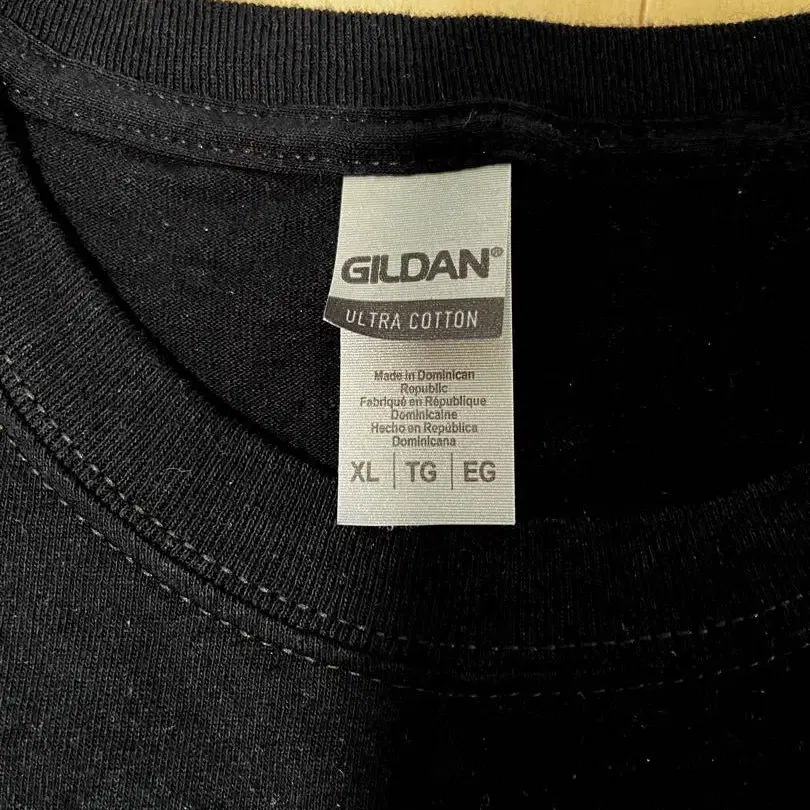 GILDAN®
ULTRA COTTON
Made in Dominican
Republic
Fabriqué en République
Dominicaine
Hecho en República
Dominicana
XL | TG | EG